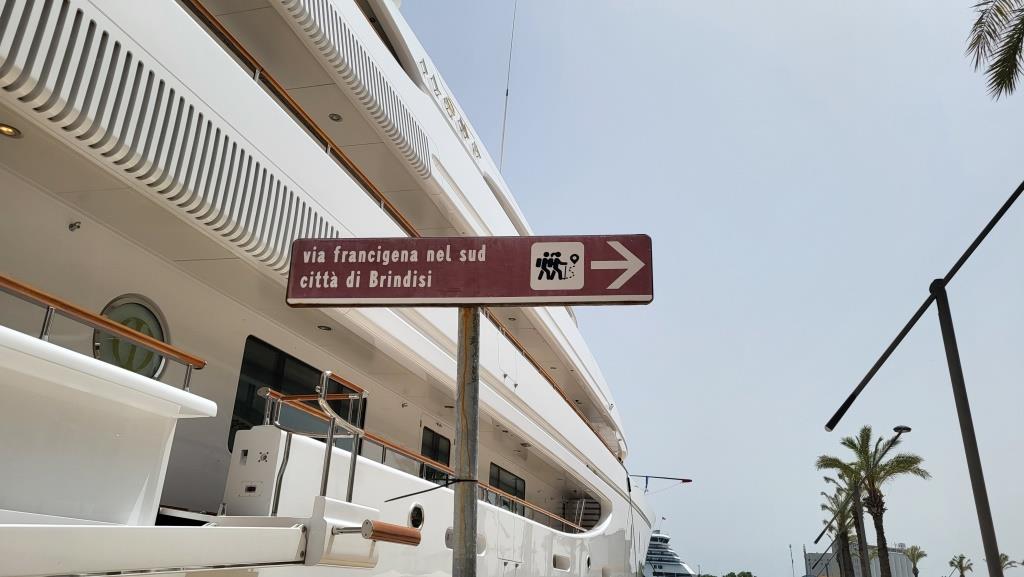 via francigena nel sud
città di Brindisi